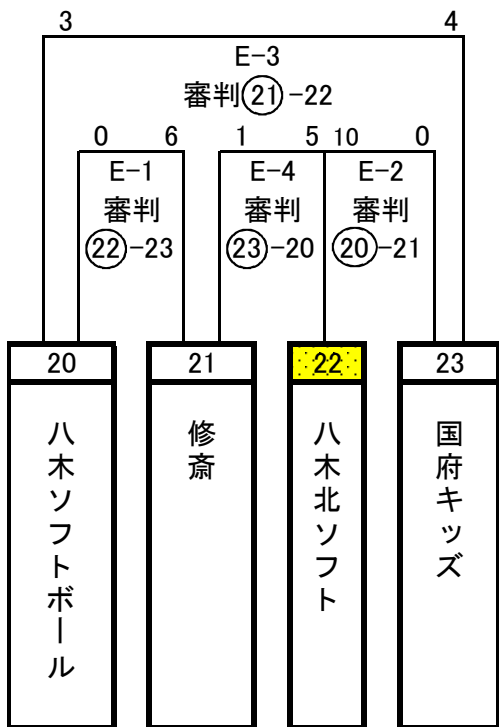 3 4
E-3
審判㉑-22
0 6 1 5 10 0
E-1 E-4 E-2
審判 審判 審判
㉒-23 ㉓-20 ⑳-21
20 21 22 23
八木ソフトボール
修斎
八木北ソフト
国府キッズ